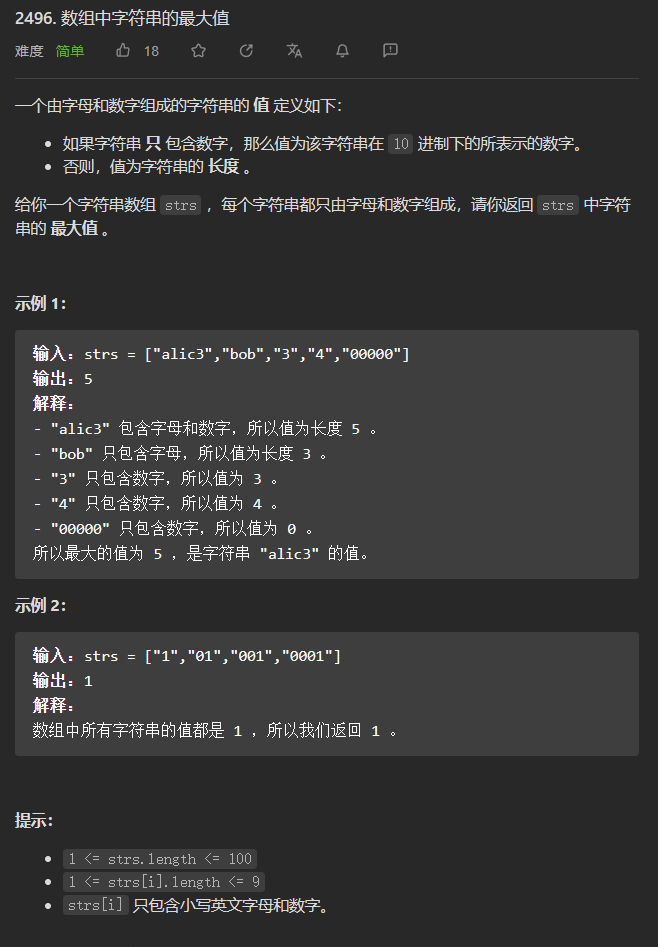 2496. 数组中字符串的最大值
难度 简单 18
一个由字母和数字组成的字符串的 值 定义如下：
如果字符串 只 包含数字，那么值为该字符串在 10 进制下的所表示的数字。
否则，值为字符串的 长度 。
给你一个字符串数组 strs ，每个字符串都只由字母和数字组成，请你返回 strs 中字符
串的 最大值 。
示例 1：
输入：strs = ["alic3","bob","3","4","00000"]
输出：5
解释：
- "alic3" 包含字母和数字，所以值为长度 5 。
- "bob" 只包含字母，所以值为长度 3 。
- "3" 只包含数字，所以值为 3 。
- "4" 只包含数字，所以值为 4 。
- "00000" 只包含数字，所以值为 0 。
所以最大的值为 5 ，是字符串 "alic3" 的值。
示例 2：
输入：strs = ["1","01","001","0001"]
输出：1
解释：
数组中所有字符串的值都是 1 ，所以我们返回 1 。
提示：
1 <= strs.length <= 100
1 <= strs[i].length <= 9
strs[i] 只包含小写英文字母和数字。